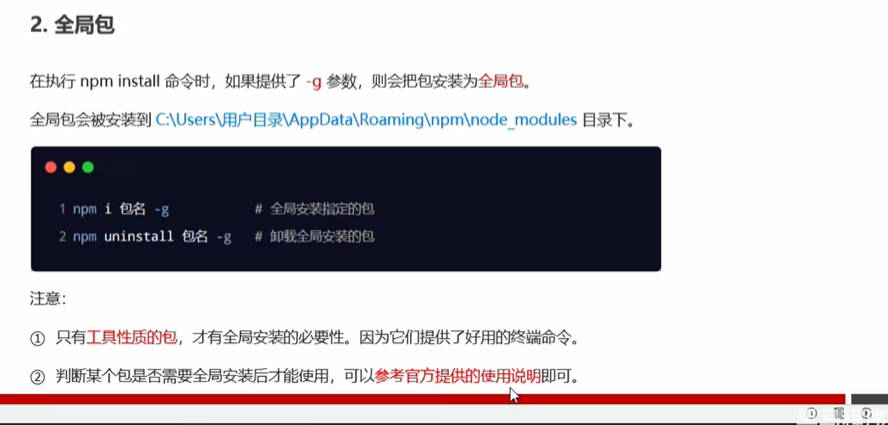 2. 全局包
在执行 npm install 命令时，如果提供了 -g 参数，则会把包安装为全局包。
全局包会被安装到 C:\Users\用户目录\AppData\Roaming\npm\node_modules 目录下。
1 npm i 包名 -g # 全局安装指定的包
2 npm uninstall 包名 -g # 卸载全局安装的包
注意：
① 只有工具性质的包，才有全局安装的必要性。因为它们提供了好用的终端命令。
② 判断某个包是否需要全局安装后才能使用，可以参考官方提供的使用说明即可。